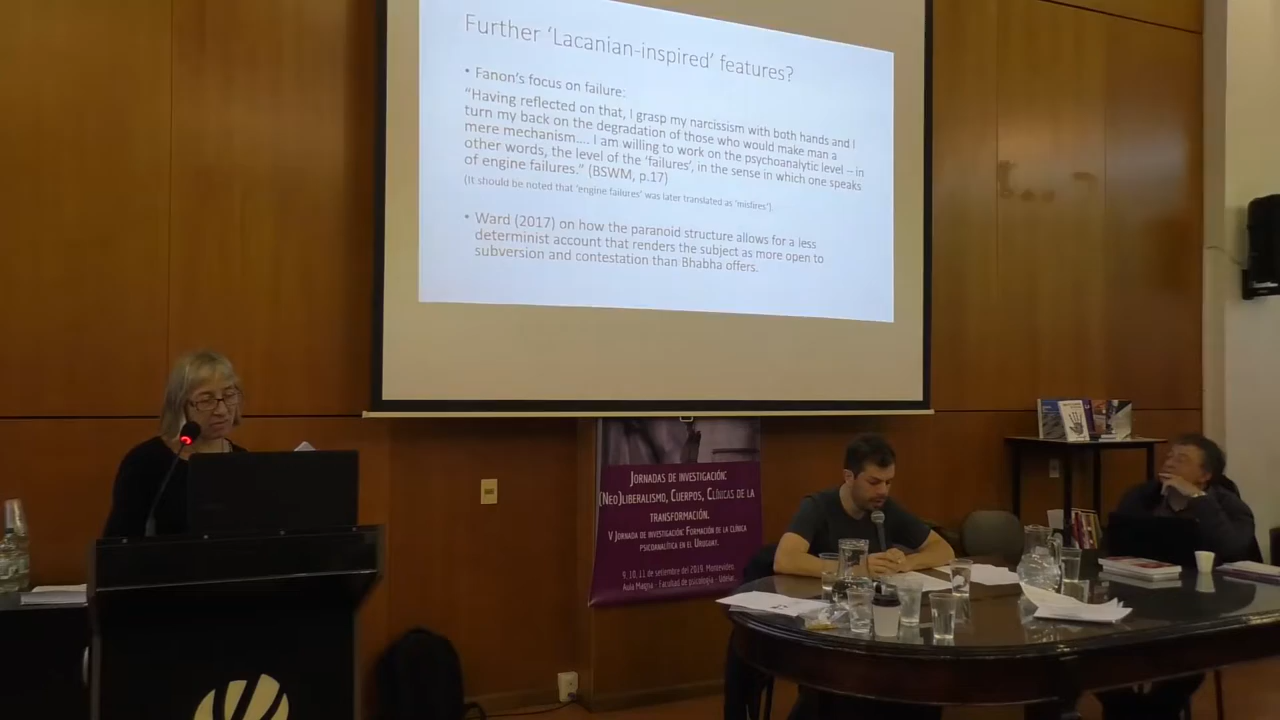 Further ‘Lacanian-inspired’ features?
• Fanon’s focus on failure:
“Having reflected on that, I grasp my narcissism with both hands and I
turn my back on the degradation of those who would make man a
mere mechanism.... I am willing to work on the psychoanalytic level – in
other words, the level of the ‘failures’, in the sense in which one speaks
of engine failures.” (BSWM, p.17)
(It should be noted that ‘engine failures’ was later translated as ‘misfires’).
• Ward (2017) on how the paranoid structure allows for a less
determinist account that renders the subject as more open to
subversion and contestation than Bhabha offers.
Jornadas de investigación:
(Neo)liberalismo, Cuerpos, Clínicas de la
transformación.
V Jornada de investigación: Formación de la clínica
psicoanalítica en el Uruguay.
9, 10, 11 de setiembre del 2019. Montevideo.
Aula Magna - Facultad de psicología - Udelar.